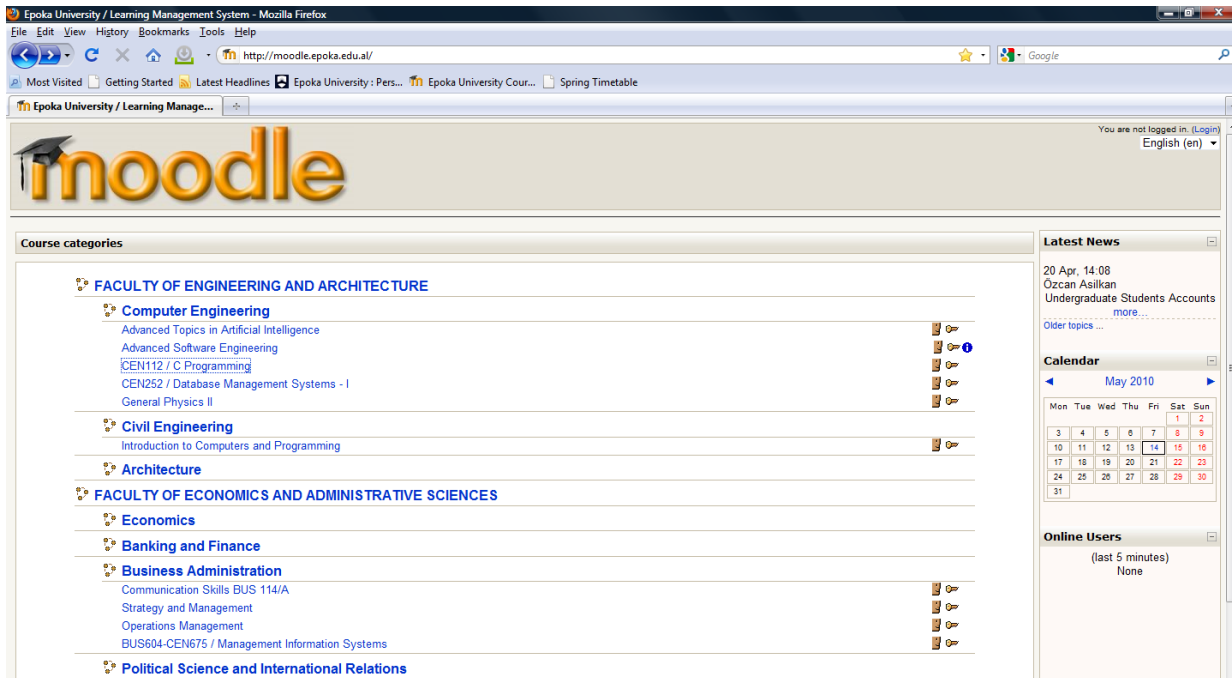 Epoka University / Learning Management System - Mozilla Firefox
File Edit View History Bookmarks Tools Help
http://moodle.epoka.edu.al/
Google
Most Visited Getting Started Latest Headlines Epoka University : Pers... Epoka University Cour... Spring Timetable
Epoka University / Learning Manage...
moodle
You are not logged in. (Login)
English (en)
Course categories
FACULTY OF ENGINEERING AND ARCHITECTURE
Computer Engineering
Advanced Topics in Artificial Intelligence
Advanced Software Engineering
CEN112 / C Programming
CEN252 / Database Management Systems - I
General Physics II
Civil Engineering
Introduction to Computers and Programming
Architecture
FACULTY OF ECONOMICS AND ADMINISTRATIVE SCIENCES
Economics
Banking and Finance
Business Administration
Communication Skills BUS 114/A
Strategy and Management
Operations Management
BUS604-CEN675 / Management Information Systems
Political Science and International Relations
Latest News
20 Apr, 14:08
Özcan Asilkan
Undergraduate Students Accounts
more...
Older topics ...
Calendar
May 2010
Mon Tue Wed Thu Fri Sat Sun
1 2
3 4 5 6 7 8 9
10 11 12 13 14 15 16
17 18 19 20 21 22 23
24 25 26 27 28 29 30
31
Online Users
(last 5 minutes)
None